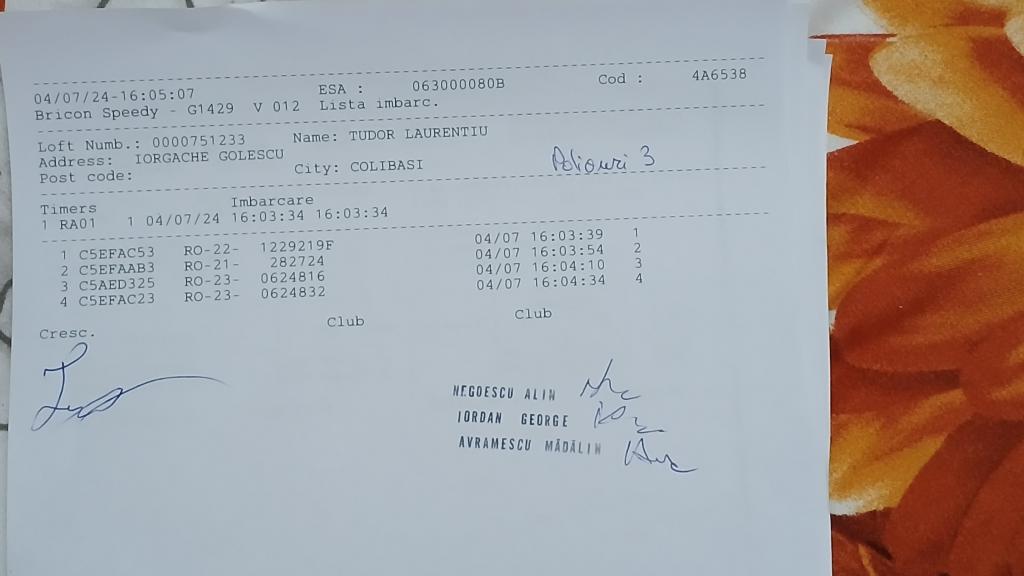 04/07/24-16:05:07 ESA : 063000080B Cod : 4A6538
Bricon Speedy - G1429 V 012 Lista imbarc.
Loft Numb.: 0000751233 Name: TUDOR LAURENTIU
Address: IORGACHE GOLESCU
Post code: City: COLIBASI 3
Timers Imbarcare
1 RA01 1 04/07/24 16:03:34 16:03:34
1 C5EFAC53 RO-22- 1229219F 04/07 16:03:39 1
2 C5EFAAB3 RO-21- 282724 04/07 16:03:54 2
3 C5AED325 RO-23- 0624816 04/07 16:04:10 3
4 C5EFAC23 RO-23- 0624832 04/07 16:04:34 4
Cresc. Club Club
NEGOESCU ALIN
IORDAN GEORGE
AVRAMESCU MĂDĂLIN